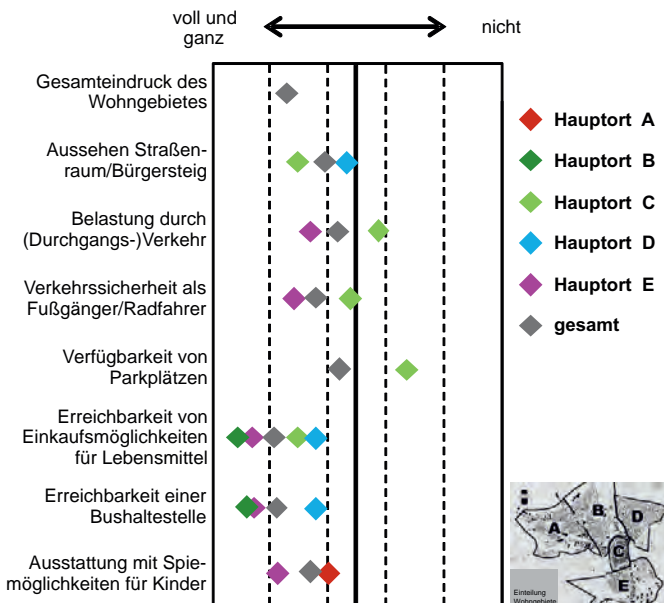 voll und
ganz
nicht
Gesamteindruck des
Wohngebietes
Aussehen Straßen-
raum/Bürgersteig
Belastung durch
(Durchgangs-)Verkehr
Verkehrssicherheit als
Fußgänger/Radfahrer
Verfügbarkeit von
Parkplätzen
Erreichbarkeit von
Einkaufsmöglichkeiten
für Lebensmittel
Erreichbarkeit einer
Bushaltestelle
Ausstattung mit Spie-
möglichkeiten für Kinder
Hauptort A
Hauptort B
Hauptort C
Hauptort D
Hauptort E
gesamt
A
B
D
C
E
Einteilung
Wohngebiete